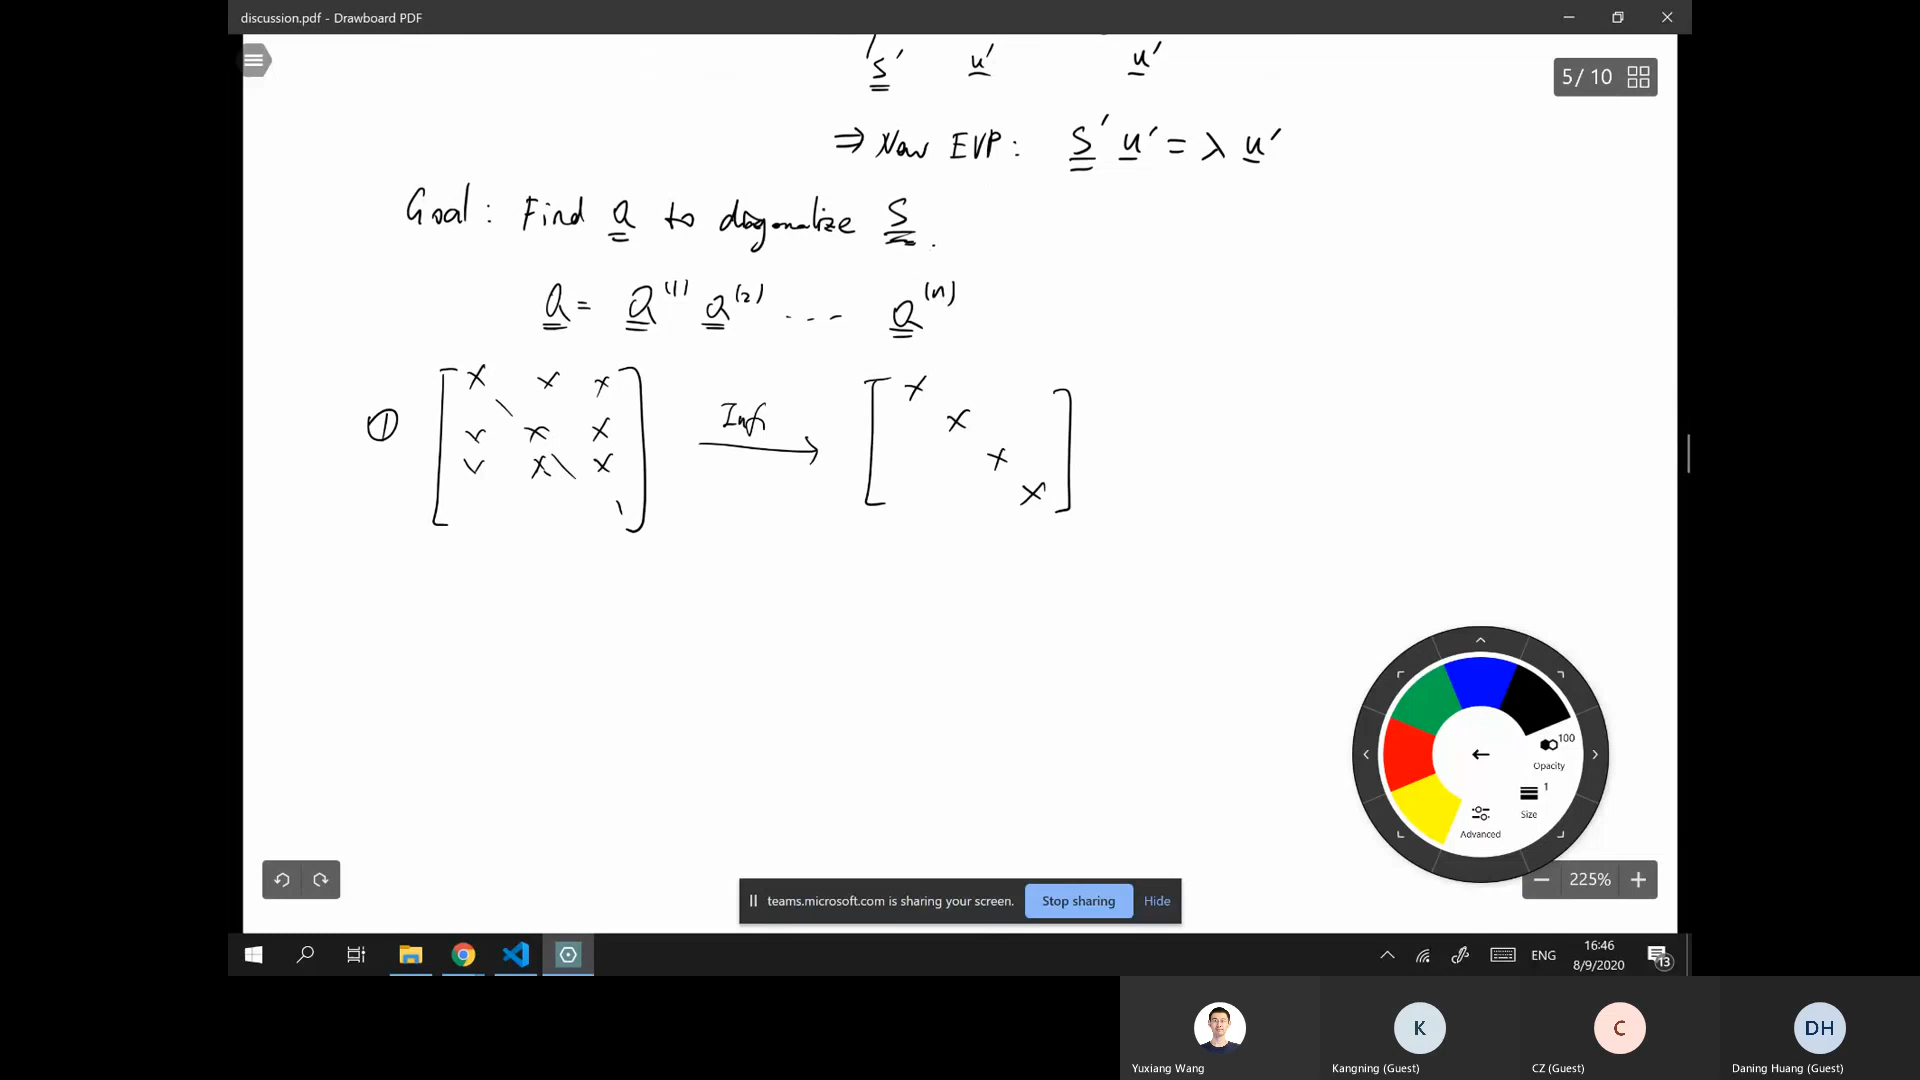 discussion.pdf - Drawboard PDF
5 / 10
S' u' u'
⇒ New EVP: S' u' = λ u'
Goal: Find a to diagonalize S.
a = a(1) a(2) ... a(n)
① [ x x x
x x x
x x x ] Inf → [ x
x
x
x ]
100
Opacity
1
Size
Advanced
225%
teams.microsoft.com is sharing your screen. Stop sharing Hide
ENG
16:46
8/9/2020
13
K
C
DH
Yuxiang Wang
Kangning (Guest)
CZ (Guest)
Daning Huang (Guest)